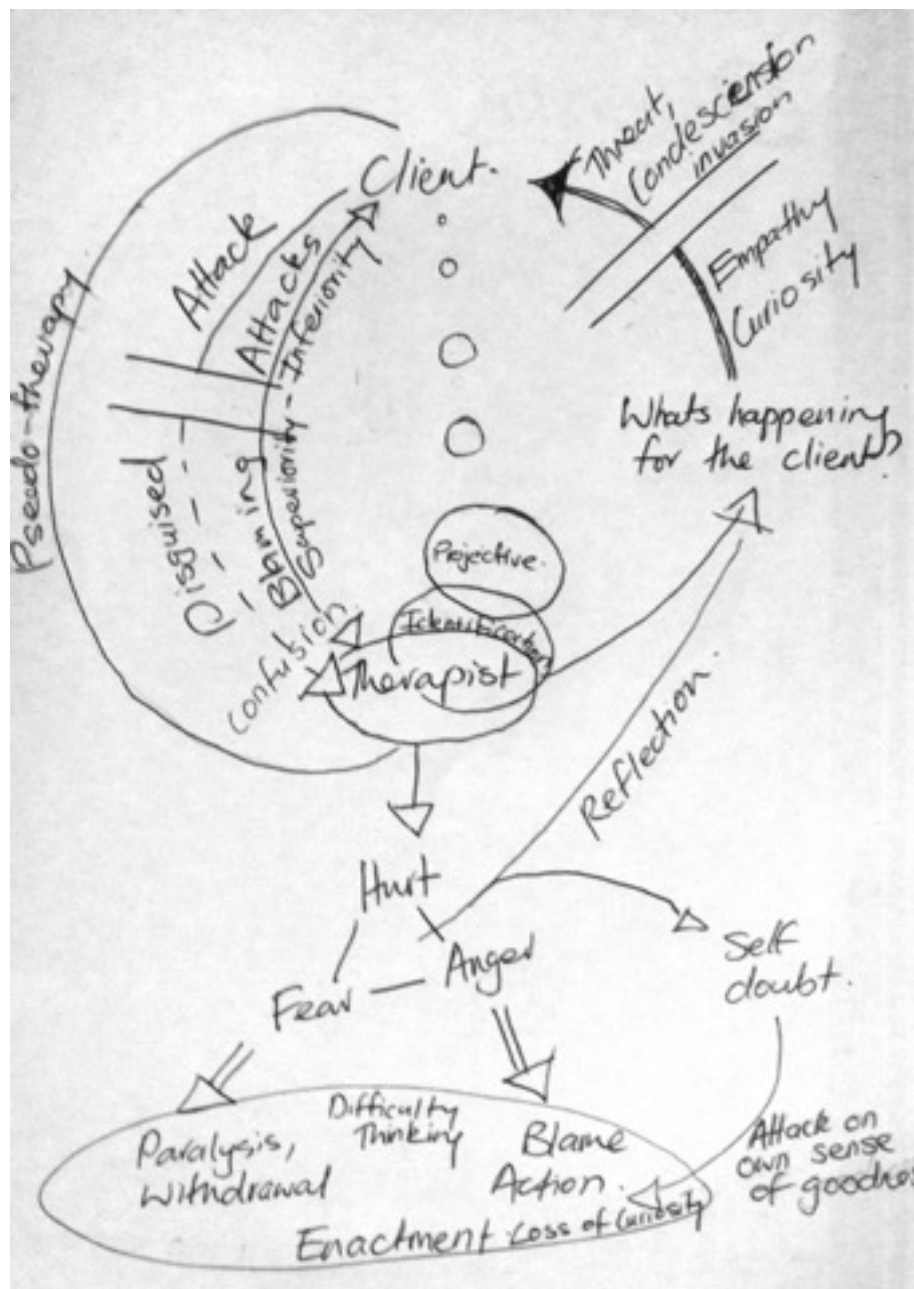 Client.
Threat,
Condesciension
invasion
Empathy
Curiosity
Whats happening
for the client?
Attack
Attacks
Superiority - Inferiority
Pseudo-therapy.
Disguised
Blaming
Confusion.
Projective.
Identification
Therapist
Reflection.
Hurt
Anger
Fear
Self
doubt.
Difficulty
Thinking
Paralysis,
Withdrawal
Blame
Action.
Attack on
own sense
Enactment
Loss of Curiosity